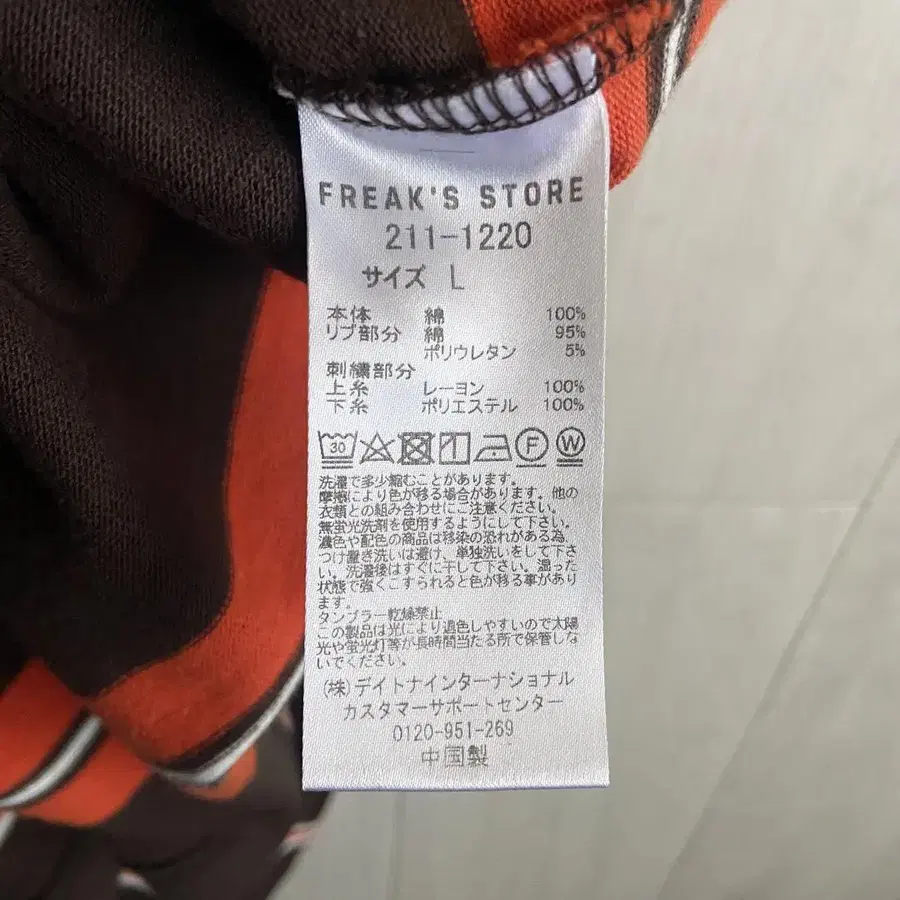 FREAK'S STORE
211-1220
サイズ L
本体 綿 100%
リブ部分 綿 95%
ポリウレタン 5%
刺繍部分
上糸 レーヨン 100%
下糸 ポリエステル 100%
30 F W
洗濯で多少縮むことがあります。
摩擦により色が移る場合があります。他の
衣類との組み合わせにご注意ください。
無蛍光洗剤を使用するようにして下さい。
濃色や配色の商品は移染の恐れがある為、
つけ置き洗いは避け、単独洗いをして下さ
い。洗濯後はすぐに干して下さい。湿った
状態で強くこすられると色が移る事があり
ます。
タンブラー乾燥禁止
この製品は光により退色しやすいので太陽
光や蛍光灯等が長時間当たる所で保管しな
いでください。
(株)デイトナインターナショナル
カスタマーサポートセンター
0120-951-269
中国製